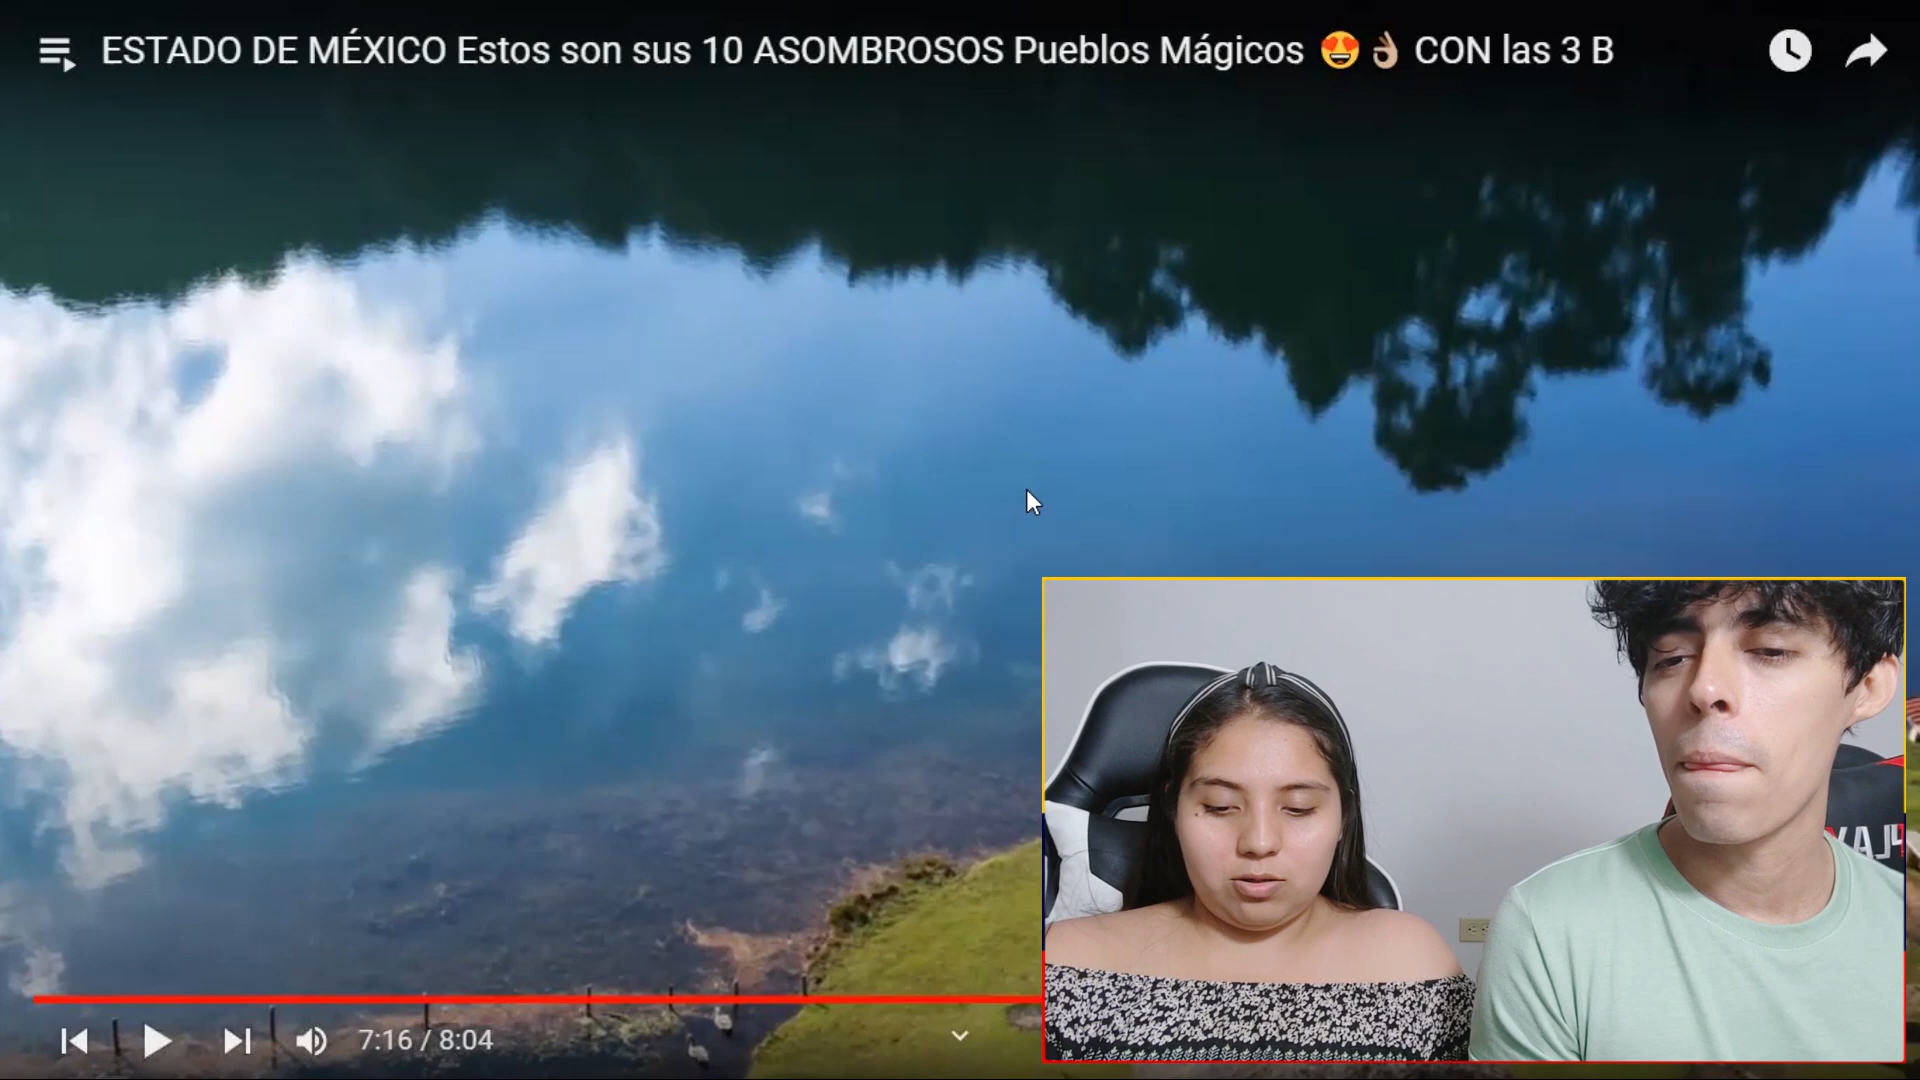 ESTADO DE MÉXICO Estos son sus 10 ASOMBROSOS Pueblos Mágicos 😍👌🏼 CON las 3 B
7:16 / 8:04